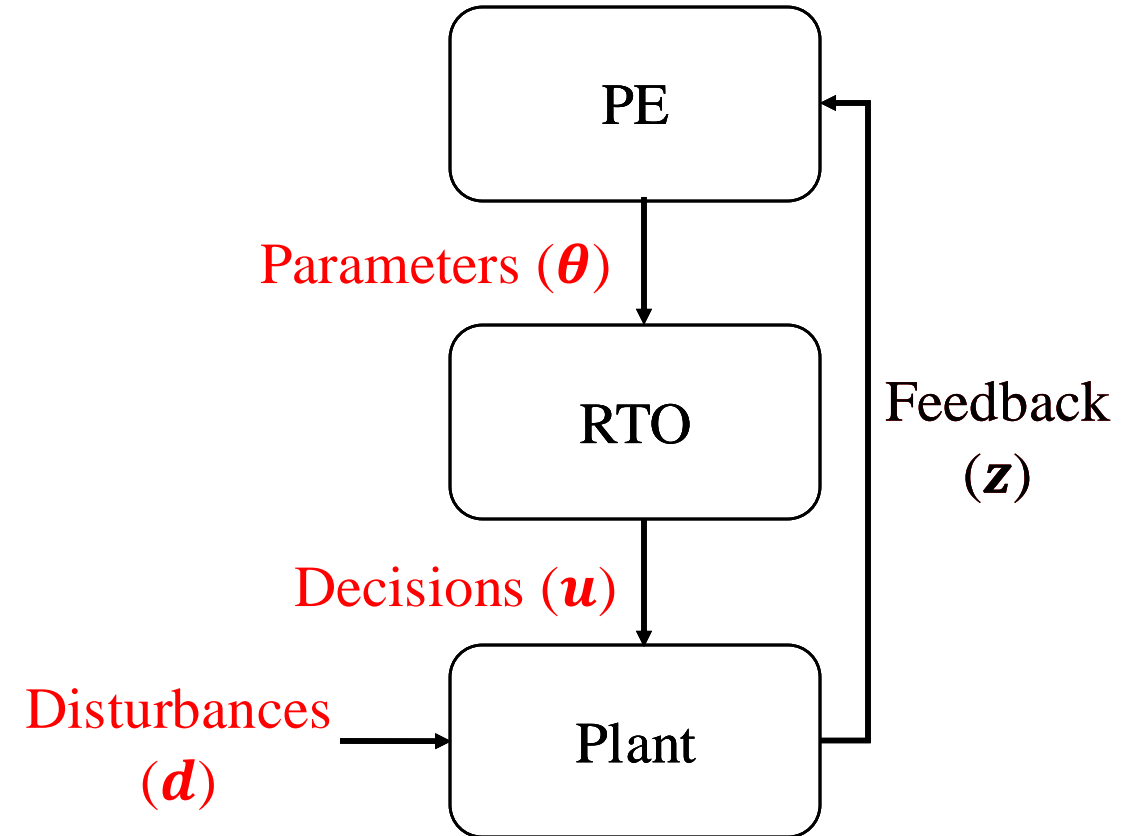 PE
Parameters (θ)
RTO
Feedback
(z)
Decisions (u)
Disturbances
(d)
Plant